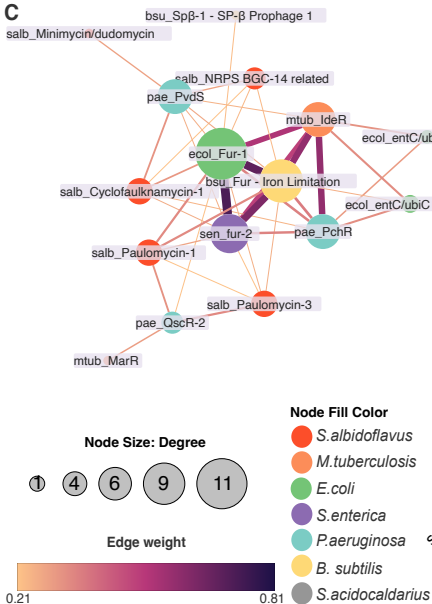 C
bsu_Spβ-1 - SP-β Prophage 1
salb_Minimycin/dudomycin
salb_NRPS BGC-14 related
pae_PvdS
mtub_IdeR
ecol_entC/ub
ecol_Fur-1
bsu_Fur - Iron Limitation
salb_Cyclofaulknamycin-1
ecol_entC/ubiC
sen_fur-2
pae_PchR
salb_Paulomycin-1
salb_Paulomycin-3
pae_QscR-2
mtub_MarR
Node Size: Degree
1 4 6 9 11
Edge weight
0.21 0.81
Node Fill Color
S.albidoflavus
M.tuberculosis
E.coli
S.enterica
P.aeruginosa
B. subtilis
S.acidocaldarius